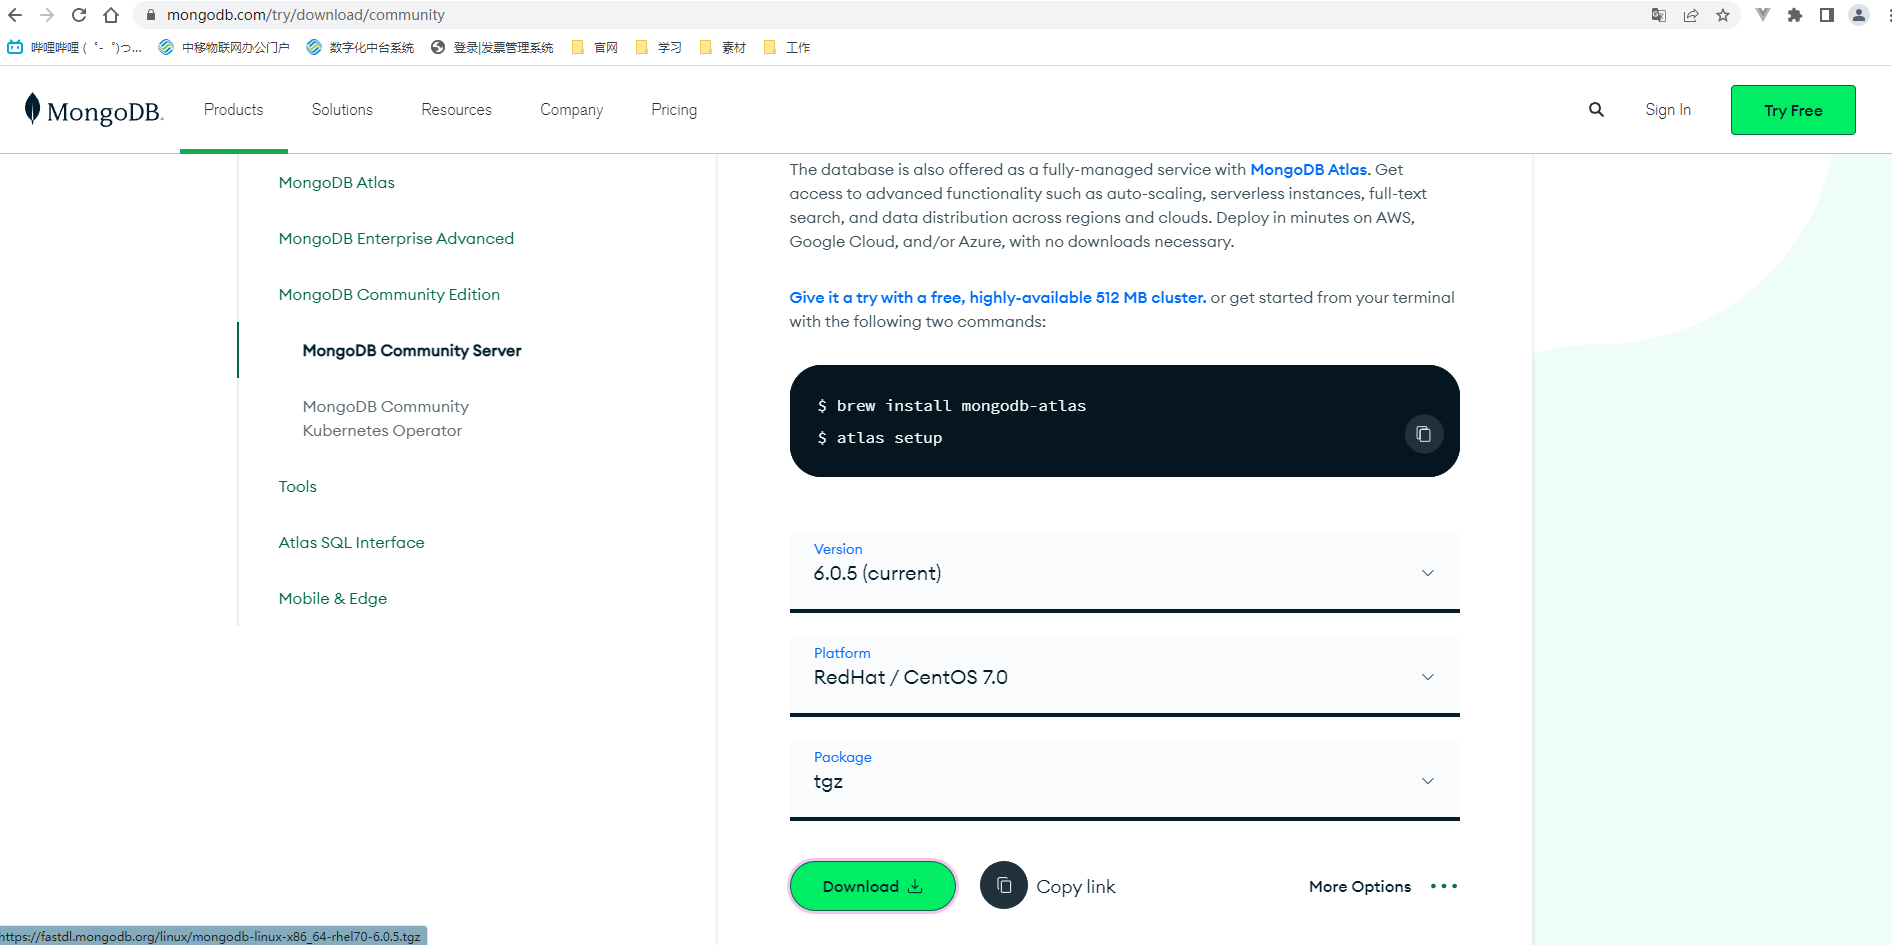 mongodb.com/try/download/community
哔哩哔哩 (゜-゜)つ... 中移物联网办公门户 数字化中台系统 登录|发票管理系统 官网 学习 素材 工作
MongoDB. Products Solutions Resources Company Pricing Sign In Try Free
MongoDB Atlas
MongoDB Enterprise Advanced
MongoDB Community Edition
MongoDB Community Server
MongoDB Community
Kubernetes Operator
Tools
Atlas SQL Interface
Mobile & Edge
The database is also offered as a fully-managed service with MongoDB Atlas. Get
access to advanced functionality such as auto-scaling, serverless instances, full-text
search, and data distribution across regions and clouds. Deploy in minutes on AWS,
Google Cloud, and/or Azure, with no downloads necessary.
Give it a try with a free, highly-available 512 MB cluster. or get started from your terminal
with the following two commands:
$ brew install mongodb-atlas
$ atlas setup
Version
6.0.5 (current)
Platform
RedHat / CentOS 7.0
Package
tgz
Download Copy link More Options
https://fastdl.mongodb.org/linux/mongodb-linux-x86_64-rhel70-6.0.5.tgz